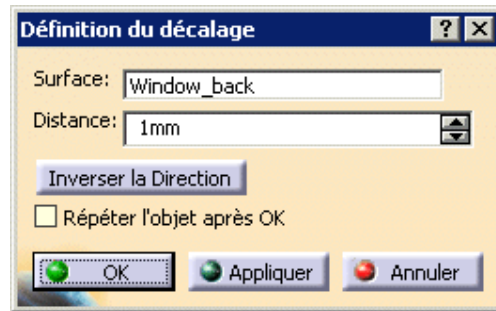 Définition du décalage
Surface: Window_back
Distance: 1mm
Inverser la Direction
Répéter l'objet après OK
OK Appliquer Annuler